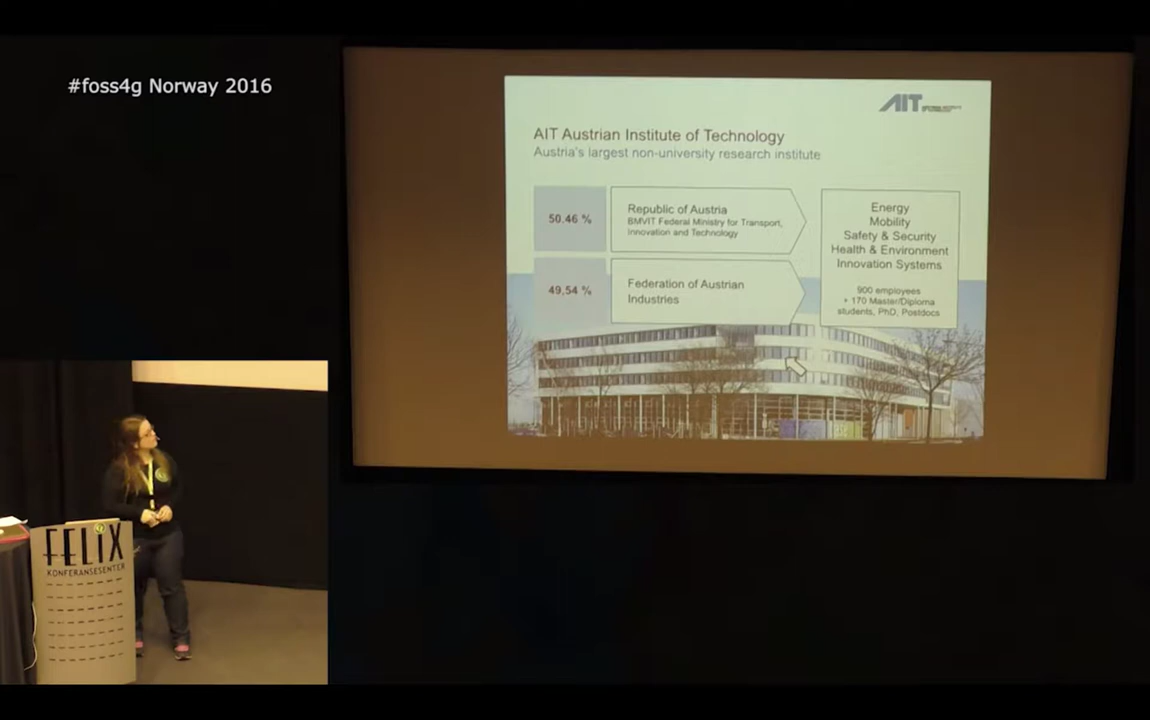 #foss4g Norway 2016
AIT
AIT Austrian Institute of Technology
Austria's largest non-university research institute
50.46 %
Republic of Austria
BMVIT Federal Ministry for Transport,
Innovation and Technology
49,54 %
Federation of Austrian
Industries
Energy
Mobility
Safety & Security
Health & Environment
Innovation Systems
900 employees
+ 170 Master/Diploma
students, PhD, Postdocs
FELIX
KONFERANSESENTER